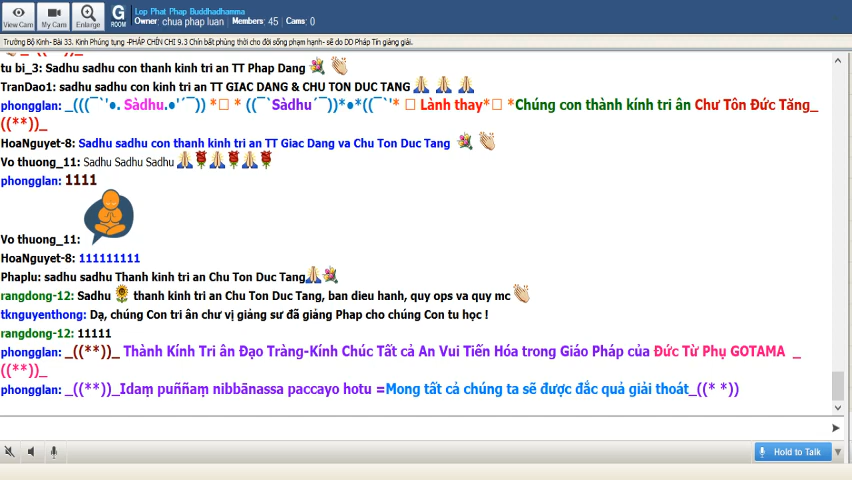 Lop Phat Phap Buddhadhamma
Owner: chua phap luan Members: 45 Cams: 0
View Cam My Cam Enlarge G ROOM
Trường Bộ Kinh- Bài 33. Kinh Phúng tụng -PHÁP CHÍN CHI 9.3 Chín bất phùng thời cho đời sống phạm hạnh- sẽ do DD Pháp Tín giảng giải.
tu bi_3: Sadhu sadhu con thanh kinh tri an TT Phap Dang
TranDao1: sadhu sadhu con thanh kinh tri an TT GIAC DANG & CHU TON DUC TANG
phongglan: _(((¯`'•. Sàdhu.•'´¯)) *□ * ((¯`Sàdhu´¯))*•*((¯`'* □ Lành thay*□ *Chúng con thành kính tri ân Chư Tôn Đức Tăng_
((**))_
HoaNguyet-8: Sadhu sadhu con thanh kinh tri an TT Giac Dang va Chu Ton Duc Tang
Vo thuong_11: Sadhu Sadhu Sadhu
phongglan: 1111
Vo thuong_11:
HoaNguyet-8: 111111111
Phaplu: sadhu sadhu Thanh kinh tri an Chu Ton Duc Tang
rangdong-12: Sadhu thanh kinh tri an Chu Ton Duc Tang, ban dieu hanh, quy ops va quy mc
tknguyenthong: Dạ, chúng Con tri ân chư vị giảng sư đã giảng Phap cho chúng Con tu học !
rangdong-12: 11111
phongglan: _((**))_ Thành Kính Tri ân Đạo Tràng-Kính Chúc Tất cả An Vui Tiến Hóa trong Giáo Pháp của Đức Từ Phụ GOTAMA _
((**))_
phongglan: _((**))_Idaṃ puññaṃ nibbānassa paccayo hotu =Mong tất cả chúng ta sẽ được đắc quả giải thoát_((* *))
Hold to Talk